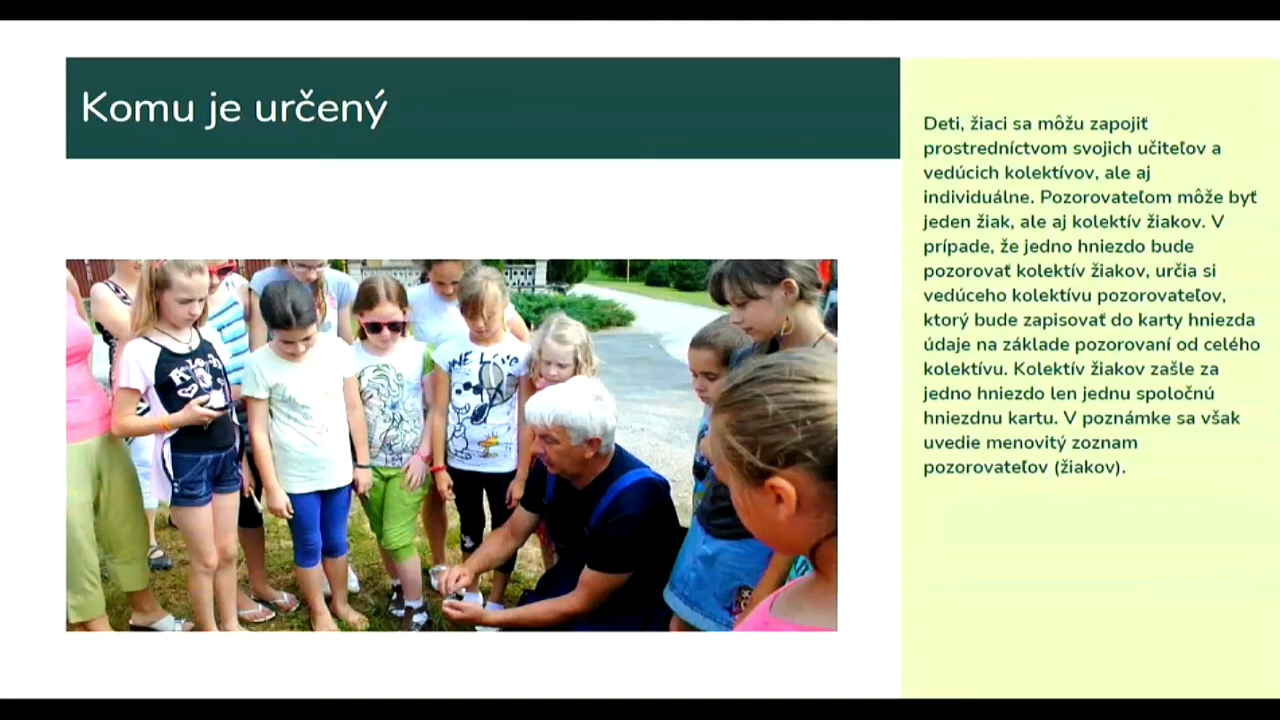 Komu je určený
Deti, žiaci sa môžu zapojiť
prostredníctvom svojich učiteľov a
vedúcich kolektívov, ale aj
individuálne. Pozorovateľom môže byť
jeden žiak, ale aj kolektív žiakov. V
prípade, že jedno hniezdo bude
pozorovať kolektív žiakov, určia si
vedúceho kolektívu pozorovateľov,
ktorý bude zapisovať do karty hniezda
údaje na základe pozorovaní od celého
kolektívu. Kolektív žiakov zašle za
jedno hniezdo len jednu spoločnú
hniezdnu kartu. V poznámke sa však
uvedie menovitý zoznam
pozorovateľov (žiakov).